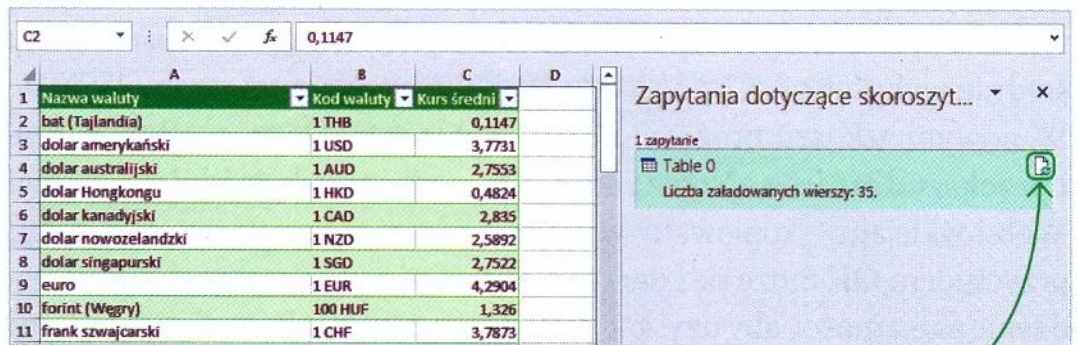 C2 fx 0,1147
A B C D
1 Nazwa waluty Kod waluty Kurs średni
2 bat (Tajlandia) 1 THB 0,1147
3 dolar amerykański 1 USD 3,7731
4 dolar australijski 1 AUD 2,7553
5 dolar Hongkongu 1 HKD 0,4824
6 dolar kanadyjski 1 CAD 2,835
7 dolar nowozelandzki 1 NZD 2,5892
8 dolar singapurski 1 SGD 2,7522
9 euro 1 EUR 4,2904
10 forint (Węgry) 100 HUF 1,326
11 frank szwajcarski 1 CHF 3,7873
Zapytania dotyczące skoroszyt...
1 zapytanie
Table 0
Liczba załadowanych wierszy: 35.